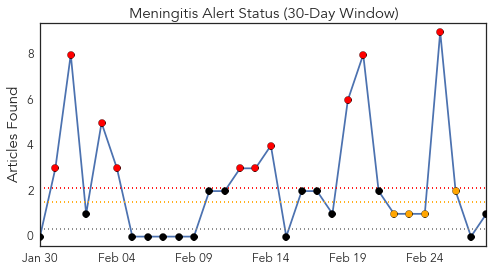 Meningitis Alert Status (30-Day Window)
Articles Found
8
6
4
2
0
Jan 30 Feb 04 Feb 09 Feb 14 Feb 19 Feb 24